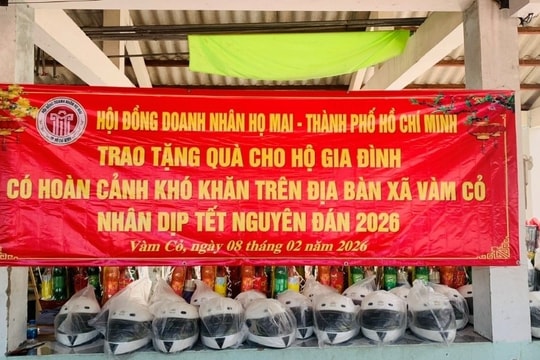 HỘI ĐỒNG DOANH NHÂN HỌ MAI - THÀNH PHỐ HỒ CHÍ MINH
TRAO TẶNG QUÀ CHO HỘ GIA ĐÌNH
CÓ HOÀN CẢNH KHÓ KHĂN TRÊN ĐỊA BÀN XÃ VÀM CỎ
NHÂN DỊP TẾT NGUYÊN ĐÁN 2026
Vàm Cỏ, ngày 08 tháng 02 năm 2026